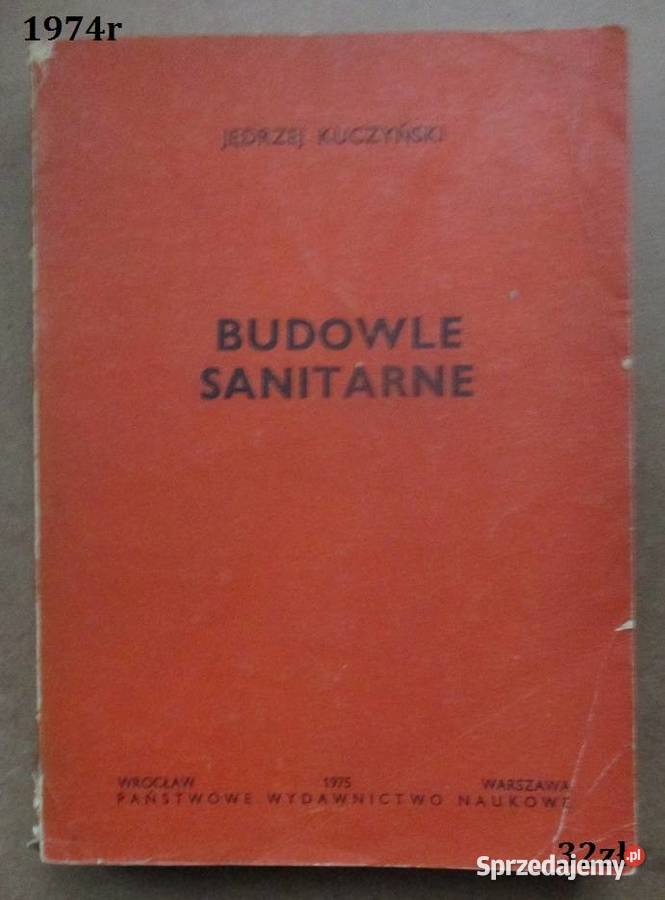 1974r
JĘDRZEJ KUCZYŃSKI
BUDOWLE
SANITARNE
WROCŁAW 1975 WARSZAWA
PAŃSTWOWE WYDAWNICTWO NAUKOWE
32zł
Sprzedajemy.pl